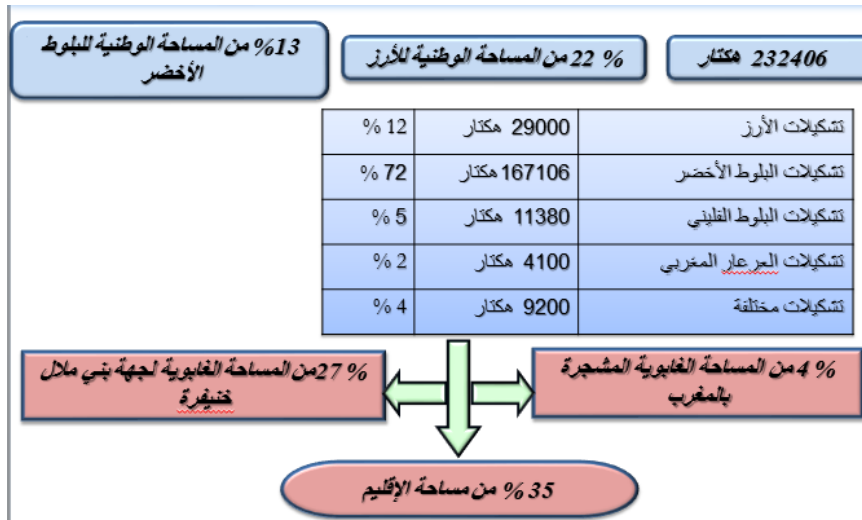 232406 هكتار
% 22 من المساحة الوطنية للأرز
%13 من المساحة الوطنية للبلوط
الأخضر
تشكيلات الأرز 29000 هكتار 12 %
تشكيلات البلوط الأخضر 167106 هكتار 72 %
تشكيلات البلوط الفليني 11380 هكتار 5 %
تشكيلات العرعار المغربي 4100 هكتار 2 %
تشكيلات مختلفة 9200 هكتار 4 %
% 4 من المساحة الغابوية المشجرة
بالمغرب
% 27من المساحة الغابوية لجهة بني ملال
خنيفرة
35 % من مساحة الإقليم